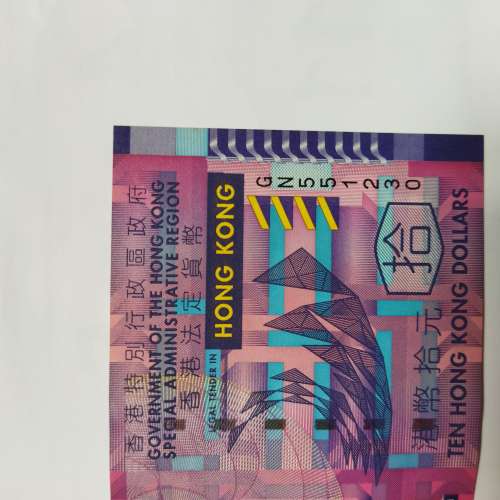 香港特別行政區政府
GOVERNMENT OF THE HONG KONG
SPECIAL ADMINISTRATIVE REGION
香港法定貨幣
LEGAL TENDER IN
HONG KONG
GN551230
拾
港幣拾元
TEN HONG KONG DOLLARS